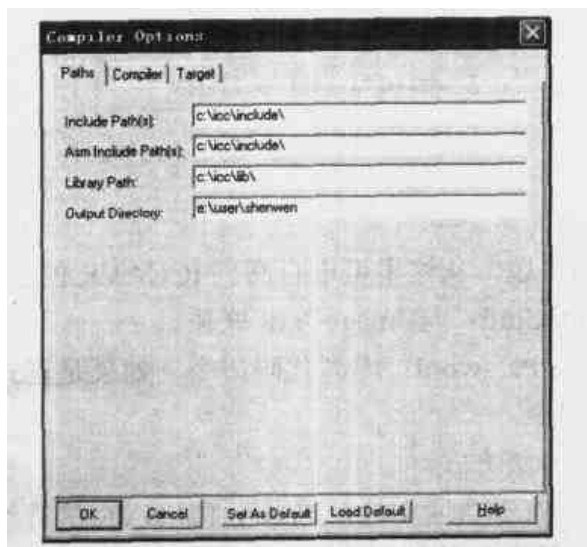 Compiler Options
Paths Compiler Target
Include Path(s): c:\icc\include\
Asm Include Path(s): c:\icc\include\
Library Path: c:\icc\lib\
Output Directory: e:\user\shenwen
OK Cancel Set As Default Load Default Help